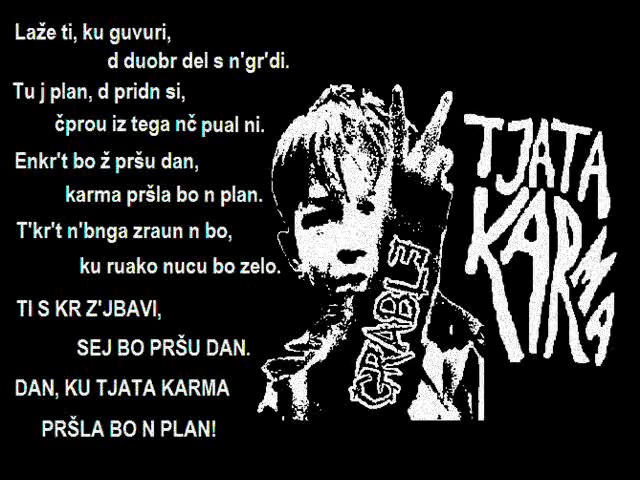 Laže ti, ku guvuri,
d duobr del s n'gr'di.
Tu j plan, d pridn si,
čprou iz tega nč pual ni.
Enkr't bo ž pršu dan,
karma pršla bo n plan.
T'kr't n'bnga zraun n bo,
ku ruako nucu bo zelo.
TI S KR Z'JBAVI,
SEJ BO PRŠU DAN.
DAN, KU TJATA KARMA
PRŠLA BO N PLAN!
GRABLE
TJATA
KARMA